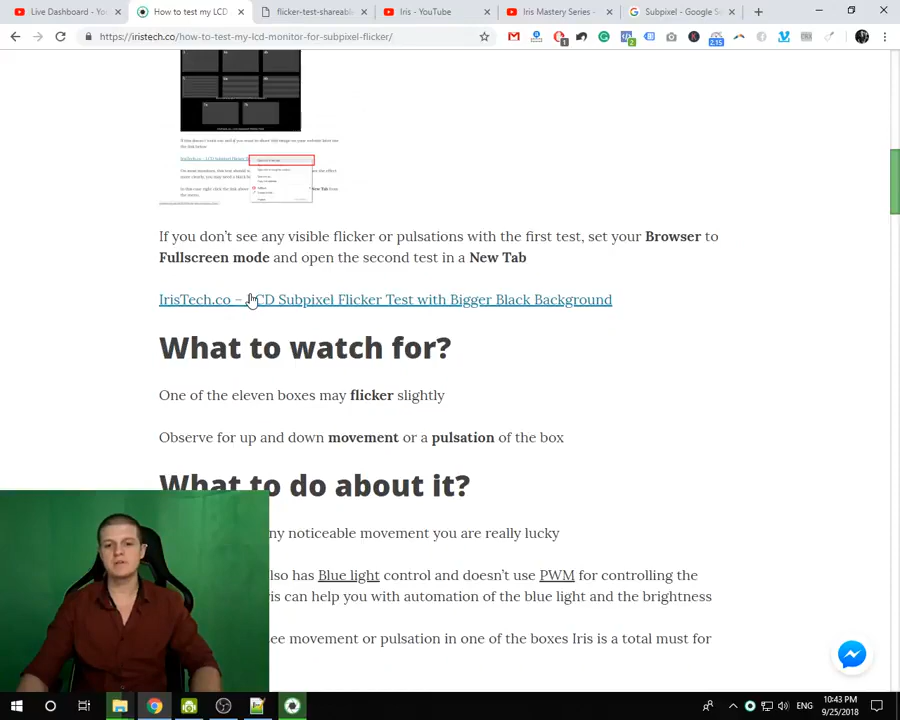 Live Dashboard - Yo
How to test my LCD
flicker-test-shareabl
Iris - YouTube
Iris Mastery Series -
Subpixel - Google Se
https://iristech.co/how-to-test-my-lcd-monitor-for-subpixel-flicker/
If you don't see any visible flicker or pulsations with the first test, set your Browser to
Fullscreen mode and open the second test in a New Tab
IrisTech.co – LCD Subpixel Flicker Test with Bigger Black Background
What to watch for?
One of the eleven boxes may flicker slightly
Observe for up and down movement or a pulsation of the box
What to do about it?
ny noticeable movement you are really lucky
lso has Blue light control and doesn't use PWM for controlling the
ris can help you with automation of the blue light and the brightness
ee movement or pulsation in one of the boxes Iris is a total must for
ENG
10:43 PM
9/25/2018